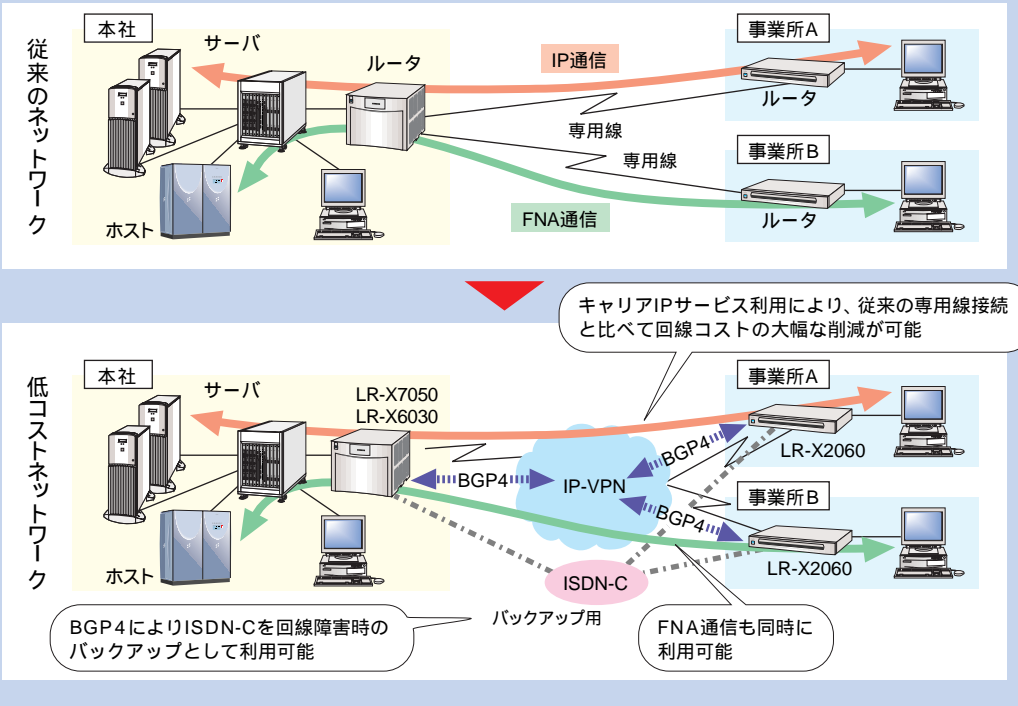 従来のネットワーク
本社
サーバ
ルータ
IP通信
事業所A
ルータ
専用線
専用線
事業所B
ルータ
FNA通信
ホスト
キャリアIPサービス利用により、従来の専用線接続
と比べて回線コストの大幅な削減が可能
低コストネットワーク
本社
サーバ
LR-X7050
LR-X6030
事業所A
LR-X2060
BGP4
BGP4
IP-VPN
BGP4
事業所B
LR-X2060
ホスト
ISDN-C
バックアップ用
BGP4によりISDN-Cを回線障害時の
バックアップとして利用可能
FNA通信も同時に
利用可能